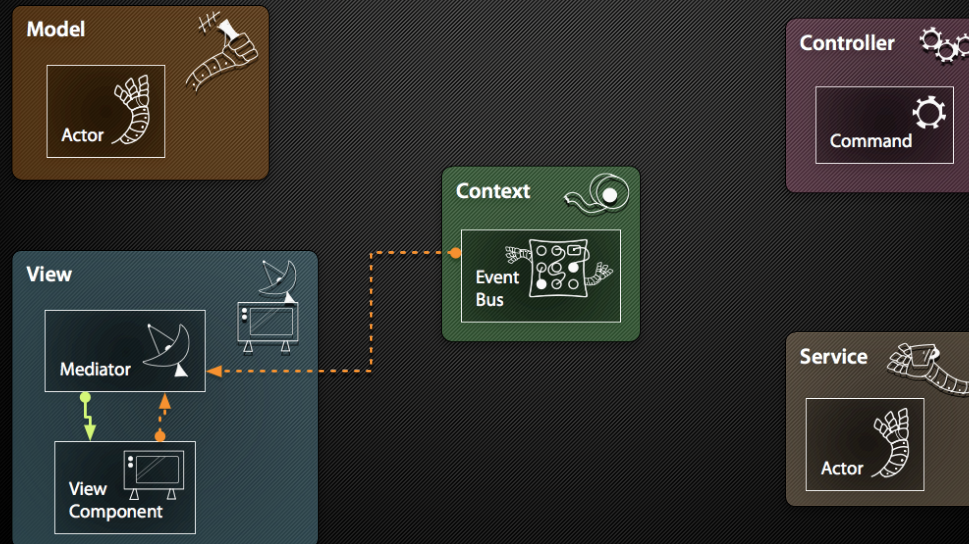 Model
Actor
Controller
Command
Context
Event
Bus
View
Mediator
View
Component
Service
Actor